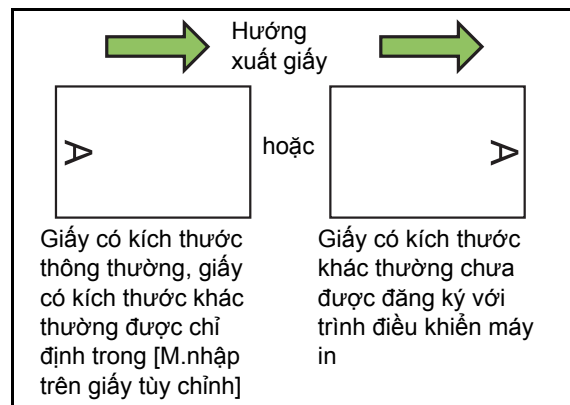 Hướng
xuất giấy
A
hoặc
A
Giấy có kích thước
thông thường, giấy
có kích thước khác
thường được chỉ
định trong [M.nhập
trên giấy tùy chỉnh]
Giấy có kích thước
khác thường chưa
được đăng ký với
trình điều khiển máy
in